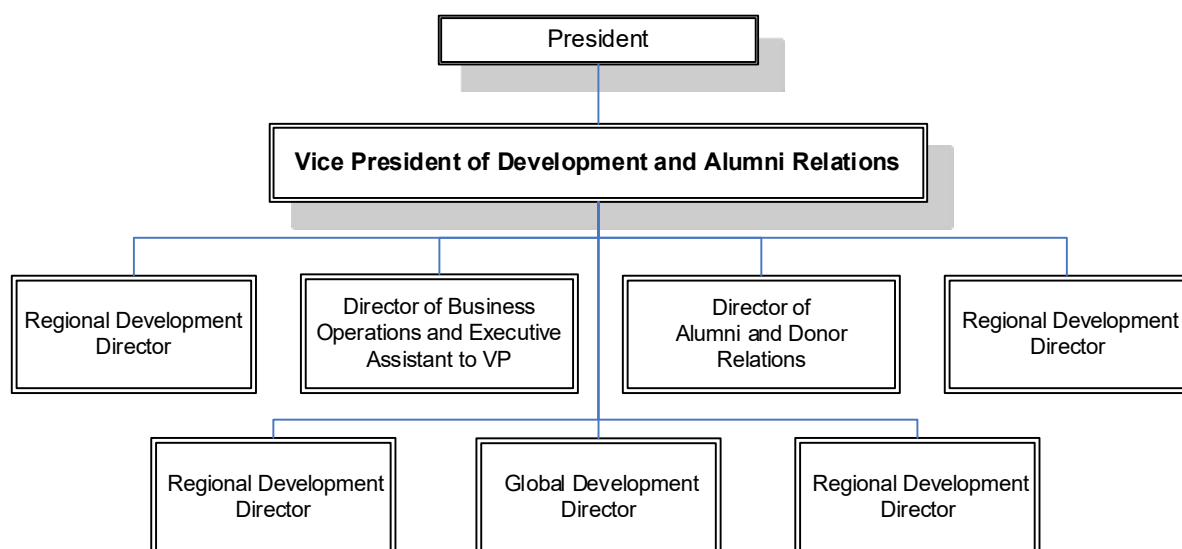 President
Vice President of Development and Alumni Relations
Regional Development
Director
Director of Business
Operations and Executive
Assistant to VP
Director of
Alumni and Donor
Relations
Regional Development
Director
Regional Development
Director
Global Development
Director
Regional Development
Director